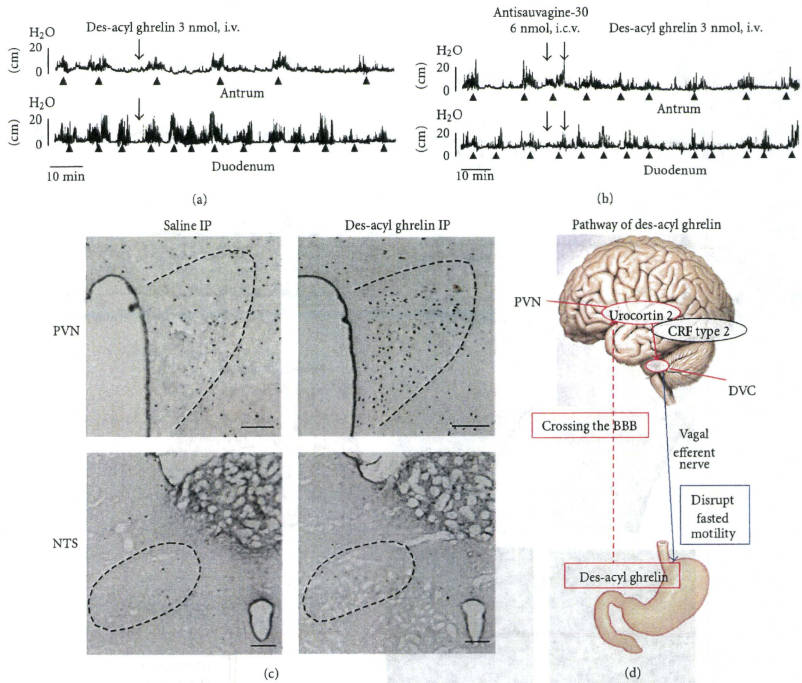 Des-acyl ghrelin 3 nmol, i.v.
H2O
20
(cm)
0
Antrum
H2O
20
(cm)
0
Duodenum
10 min
(a)
Antisauvagine-30
6 nmol, i.c.v.
Des-acyl ghrelin 3 nmol, i.v.
H2O
20
(cm)
0
Antrum
20
(cm)
0
Duodenum
10 min
(b)
Saline IP
Des-acyl ghrelin IP
PVN
NTS
(c)
Pathway of des-acyl ghrelin
PVN
Urocortin 2
CRF type 2
DVC
Crossing the BBB
Vagal
efferent
nerve
Disrupt
fasted
motility
Des-acyl ghrelin
(d)